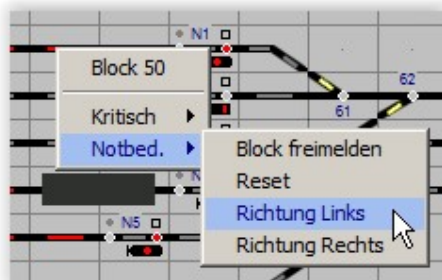 N1
Block 50
62
Kritisch
61
Notbed.
Block freimelden
Reset
Richtung Links
N5
Richtung Rechts